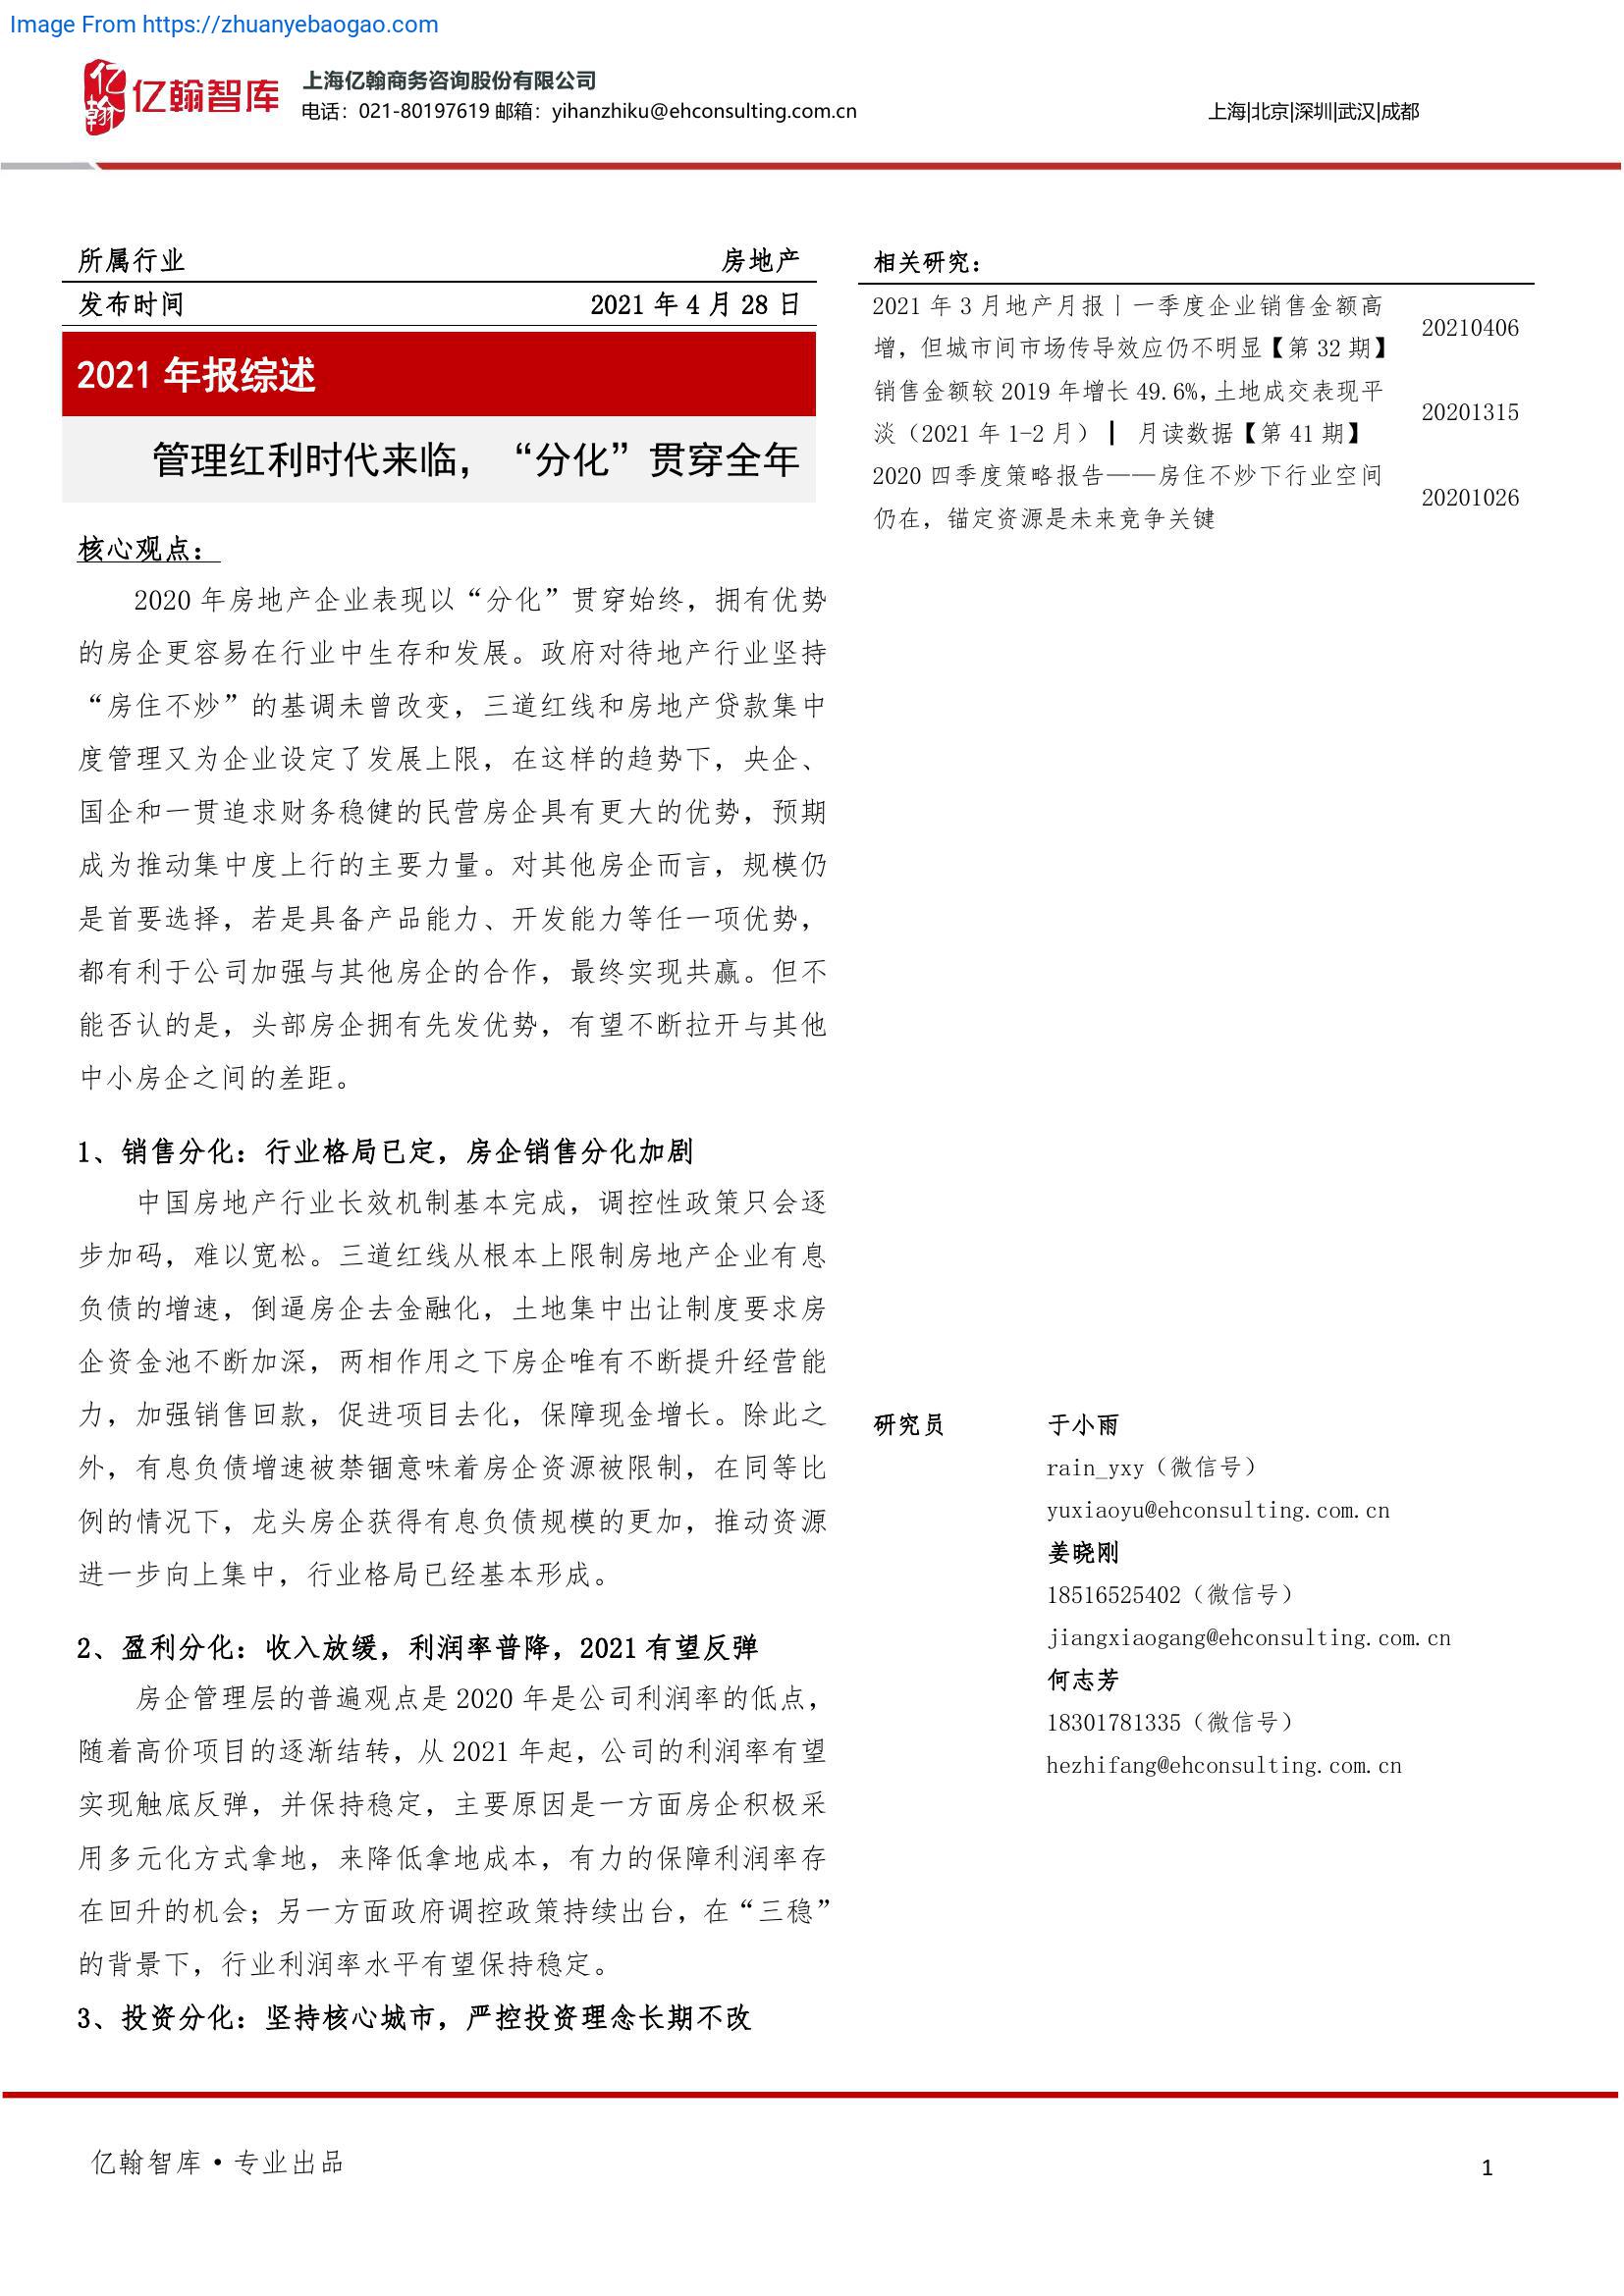 Image From https://zhuanyebaogao.com
亿翰
亿翰智库
上海亿翰商务咨询股份有限公司
电话：021-80197619 邮箱：yihanzhiku@ehconsulting.com.cn
上海|北京|深圳|武汉|成都
所属行业 房地产
发布时间 2021 年 4 月 28 日
2021 年报综述
管理红利时代来临，“分化”贯穿全年
核心观点：
2020 年房地产企业表现以“分化”贯穿始终，拥有优势
的房企更容易在行业中生存和发展。政府对待地产行业坚持
“房住不炒”的基调未曾改变，三道红线和房地产贷款集中
度管理又为企业设定了发展上限，在这样的趋势下，央企、
国企和一贯追求财务稳健的民营房企具有更大的优势，预期
成为推动集中度上行的主要力量。对其他房企而言，规模仍
是首要选择，若是具备产品能力、开发能力等任一项优势，
都有利于公司加强与其他房企的合作，最终实现共赢。但不
能否认的是，头部房企拥有先发优势，有望不断拉开与其他
中小房企之间的差距。
1、销售分化：行业格局已定，房企销售分化加剧
中国房地产行业长效机制基本完成，调控性政策只会逐
步加码，难以宽松。三道红线从根本上限制房地产企业有息
负债的增速，倒逼房企去金融化，土地集中出让制度要求房
企资金池不断加深，两相作用之下房企唯有不断提升经营能
力，加强销售回款，促进项目去化，保障现金增长。除此之
外，有息负债增速被禁锢意味着房企资源被限制，在同等比
例的情况下，龙头房企获得有息负债规模的更加，推动资源
进一步向上集中，行业格局已经基本形成。
2、盈利分化：收入放缓，利润率普降，2021 有望反弹
房企管理层的普遍观点是 2020 年是公司利润率的低点，
随着高价项目的逐渐结转，从 2021 年起，公司的利润率有望
实现触底反弹，并保持稳定，主要原因是一方面房企积极采
用多元化方式拿地，来降低拿地成本，有力的保障利润率存
在回升的机会；另一方面政府调控政策持续出台，在“三稳”
的背景下，行业利润率水平有望保持稳定。
3、投资分化：坚持核心城市，严控投资理念长期不改
相关研究：
2021 年 3 月地产月报丨一季度企业销售金额高
增，但城市间市场传导效应仍不明显【第 32 期】 20210406
销售金额较 2019 年增长 49.6%,土地成交表现平
淡（2021 年 1-2 月）┃ 月读数据【第 41 期】 20201315
2020 四季度策略报告——房住不炒下行业空间
仍在，锚定资源是未来竞争关键 20201026
研究员 于小雨
rain_yxy（微信号）
yuxiaoyu@ehconsulting.com.cn
姜晓刚
18516525402（微信号）
jiangxiaogang@ehconsulting.com.cn
何志芳
18301781335（微信号）
hezhifang@ehconsulting.com.cn
亿翰智库·专业出品 1